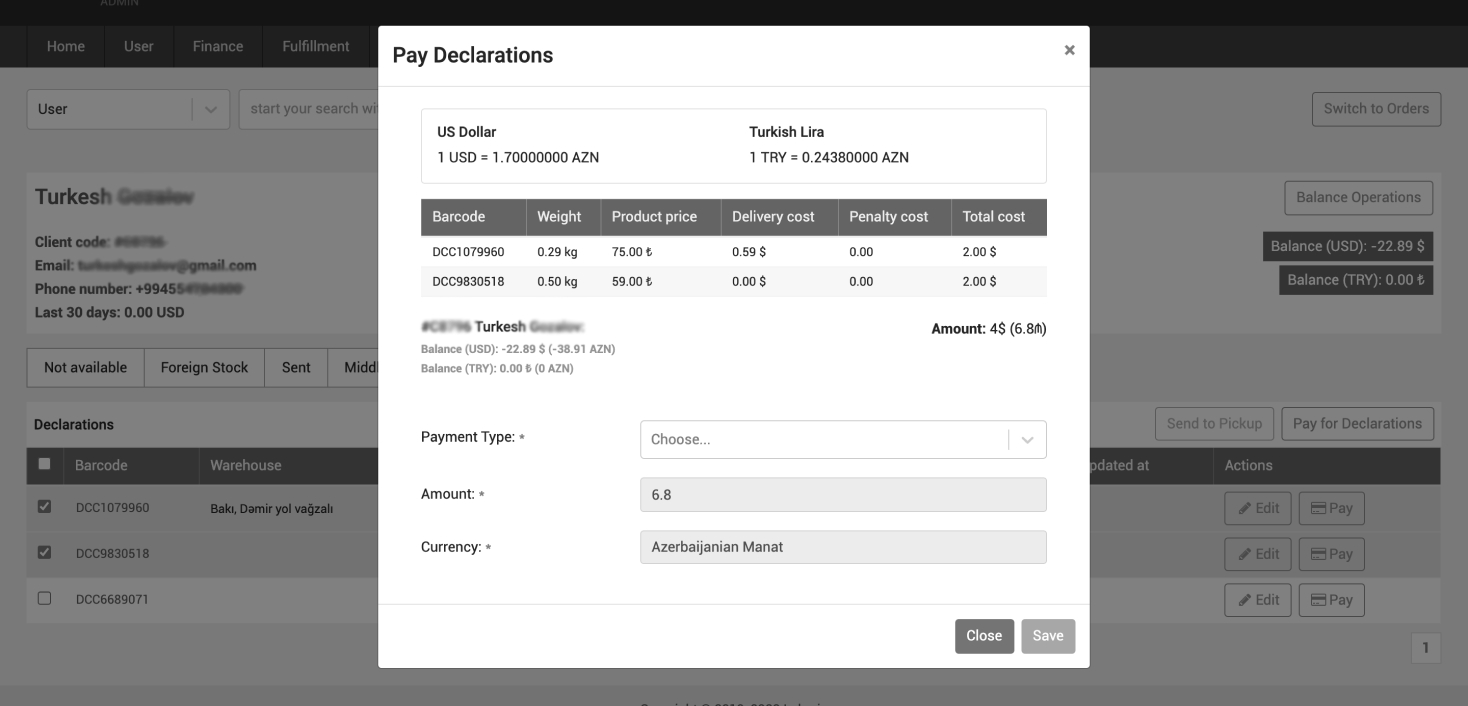 ADMIN
Home User Finance Fulfillment
User
start your search wi
Switch to Orders
Turkesh
Client code:
Email: @gmail.com
Phone number: +9945
Last 30 days: 0.00 USD
Balance Operations
Balance (USD): -22.89 $
Balance (TRY): 0.00 ₺
Not available Foreign Stock Sent Middl
Declarations
Send to Pickup Pay for Declarations
Barcode Warehouse pdated at Actions
DCC1079960 Bakı, Dəmir yol vağzalı Edit Pay
DCC9830518 Edit Pay
DCC6689071 Edit Pay
1
Pay Declarations
×
US Dollar Turkish Lira
1 USD = 1.70000000 AZN 1 TRY = 0.24380000 AZN
Barcode Weight Product price Delivery cost Penalty cost Total cost
DCC1079960 0.29 kg 75.00 ₺ 0.59 $ 0.00 2.00 $
DCC9830518 0.50 kg 59.00 ₺ 0.00 $ 0.00 2.00 $
Turkesh
Amount: 4$ (6.8₼)
Balance (USD): -22.89 $ (-38.91 AZN)
Balance (TRY): 0.00 ₺ (0 AZN)
Payment Type: * Choose...
Amount: * 6.8
Currency: * Azerbaijanian Manat
Close Save